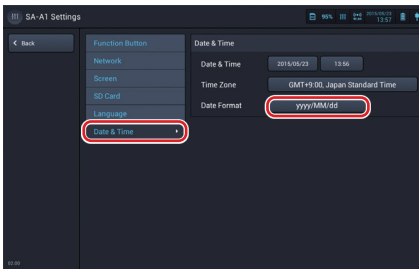 SA-A1 Settings
95%
2015/05/23
13:57
Back
Function Button
Network
Screen
SD Card
Language
Date & Time
Date & Time
Date & Time
2015/05/23
13:56
Time Zone
GMT+9:00, Japan Standard Time
Date Format
yyyy/MM/dd
02:00